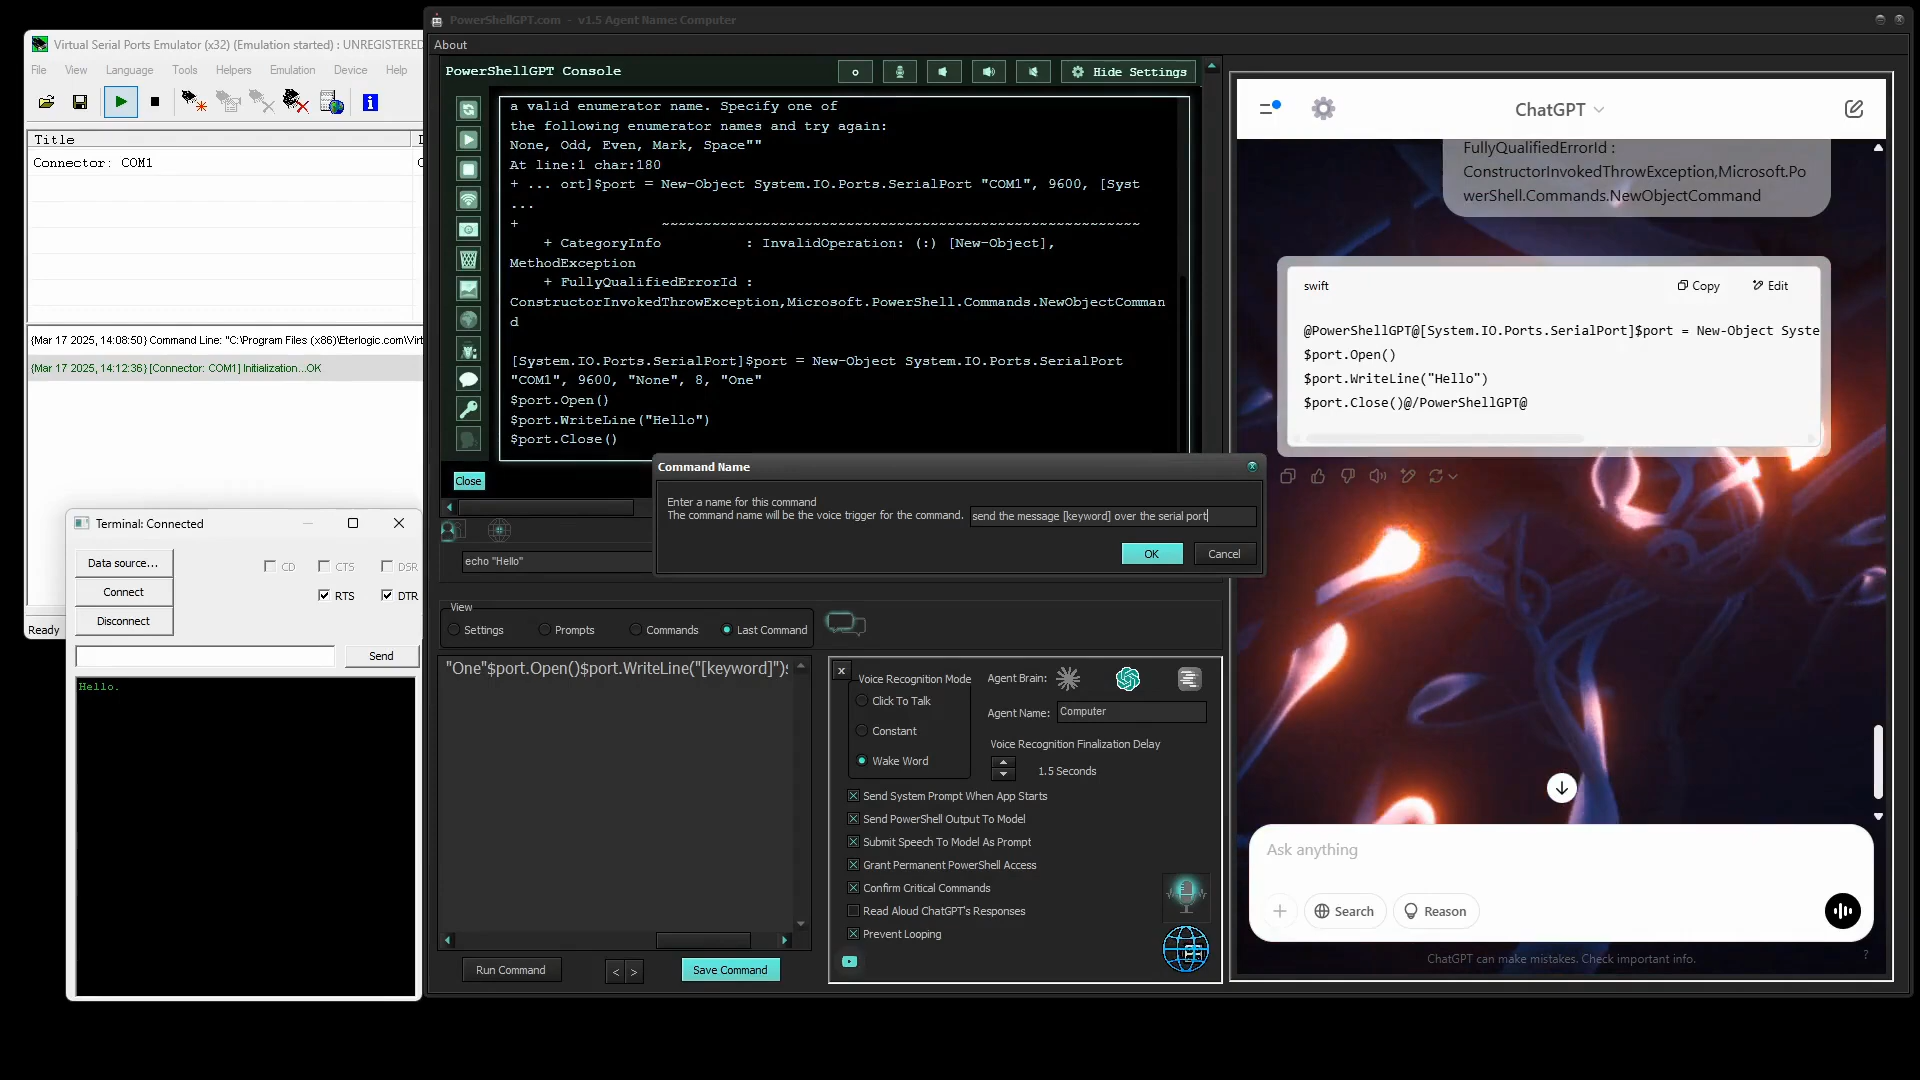 Virtual Serial Ports Emulator (x32) (Emulation started) : UNREGISTERED
File View Language Tools Helpers Emulation Device Help
Title
Connector: COM1
{Mar 17 2025, 14:08:50} Command Line: "C:\Program Files (x86)\Eterlogic.com\Virt
{Mar 17 2025, 14:12:36} [Connector: COM1] Initialization...OK
Ready
Terminal: Connected
Data source...
CD CTS DSR
Connect
RTS DTR
Disconnect
Send
Hello.
PowerShellGPT.com - v1.5 Agent Name: Computer
About
PowerShellGPT Console
Hide Settings
a valid enumerator name. Specify one of
the following enumerator names and try again:
None, Odd, Even, Mark, Space""
At line:1 char:180
+ ... ort]$port = New-Object System.IO.Ports.SerialPort "COM1", 9600, [Syst
...
+ ~~~~~~~~~~~~~~~~~~~~~~~~~~~~~~~~~~~~~~~~~~~~~~~~~~~~~~~~~~~
+ CategoryInfo : InvalidOperation: (:) [New-Object],
MethodException
+ FullyQualifiedErrorId :
ConstructorInvokedThrowException,Microsoft.PowerShell.Commands.NewObjectComman
d
[System.IO.Ports.SerialPort]$port = New-Object System.IO.Ports.SerialPort
"COM1", 9600, "None", 8, "One"
$port.Open()
$port.WriteLine("Hello")
$port.Close()
Close
echo "Hello"
Command Name
Enter a name for this command
The command name will be the voice trigger for the command.
send the message [keyword] over the serial port
OK Cancel
View
Settings Prompts Commands Last Command
"One"$port.Open()$port.WriteLine("[keyword]")$
Run Command < > Save Command
x
Voice Recognition Mode
Click To Talk
Constant
Wake Word
Agent Brain:
Agent Name: Computer
Voice Recognition Finalization Delay
1.5 Seconds
Send System Prompt When App Starts
Send PowerShell Output To Model
Submit Speech To Model As Prompt
Grant Permanent PowerShell Access
Confirm Critical Commands
Read Aloud ChatGPT's Responses
Prevent Looping
ChatGPT
FullyQualifiedErrorId :
ConstructorInvokedThrowException,Microsoft.Po
werShell.Commands.NewObjectCommand
swift
Copy Edit
@PowerShellGPT@[System.IO.Ports.SerialPort]$port = New-Object Syste
$port.Open()
$port.WriteLine("Hello")
$port.Close()@/PowerShellGPT@
Ask anything
Search Reason
ChatGPT can make mistakes. Check important info.
?